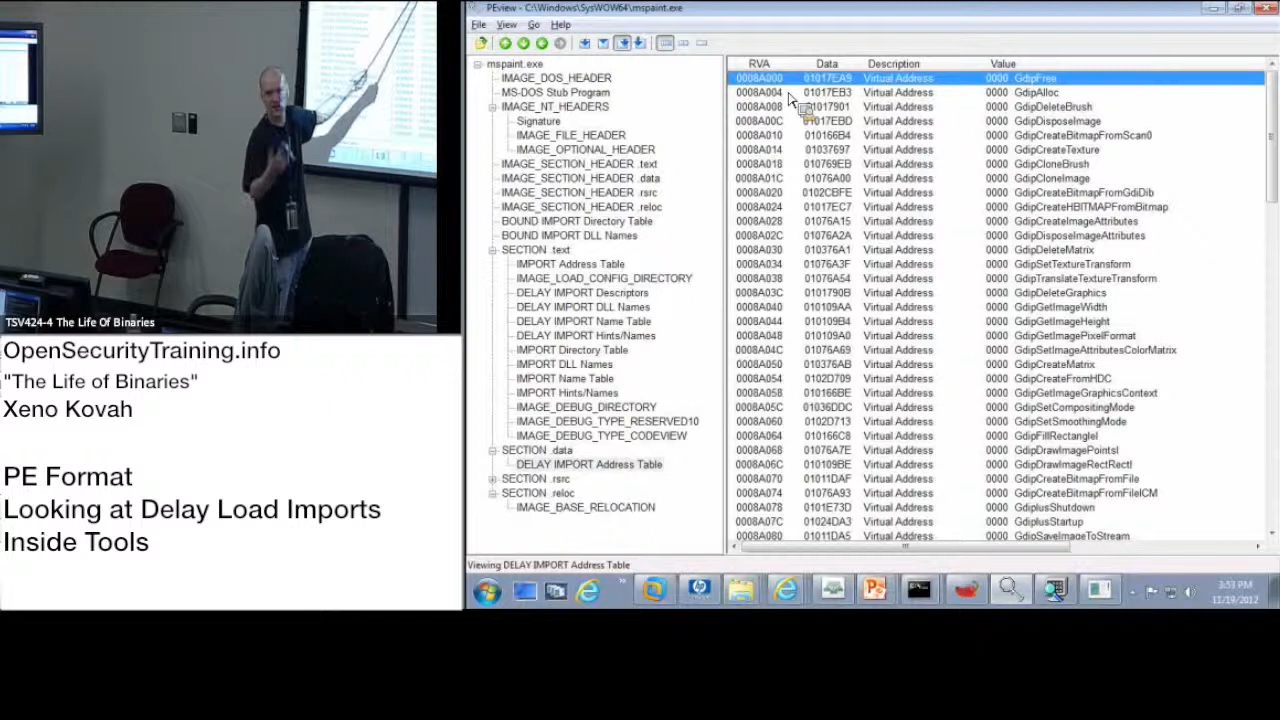 PEview - C:\Windows\SysWOW64\mspaint.exe
File View Go Help
mspaint.exe
IMAGE_DOS_HEADER
MS-DOS Stub Program
IMAGE_NT_HEADERS
Signature
IMAGE_FILE_HEADER
IMAGE_OPTIONAL_HEADER
IMAGE_SECTION_HEADER .text
IMAGE_SECTION_HEADER .data
IMAGE_SECTION_HEADER .rsrc
IMAGE_SECTION_HEADER .reloc
BOUND IMPORT Directory Table
BOUND IMPORT DLL Names
SECTION .text
IMPORT Address Table
IMAGE_LOAD_CONFIG_DIRECTORY
DELAY IMPORT Descriptors
DELAY IMPORT DLL Names
DELAY IMPORT Name Table
DELAY IMPORT Hints/Names
IMPORT Directory Table
IMPORT DLL Names
IMPORT Name Table
IMPORT Hints/Names
IMAGE_DEBUG_DIRECTORY
IMAGE_DEBUG_TYPE_RESERVED10
IMAGE_DEBUG_TYPE_CODEVIEW
SECTION .data
DELAY IMPORT Address Table
SECTION .rsrc
SECTION .reloc
IMAGE_BASE_RELOCATION
RVA Data Description Value
0008A000 01017EA9 Virtual Address 0000 GdipFree
0008A004 01017EB3 Virtual Address 0000 GdipAlloc
0008A008 01017901 Virtual Address 0000 GdipDeleteBrush
0008A00C 01017EBD Virtual Address 0000 GdipDisposeImage
0008A010 010166B4 Virtual Address 0000 GdipCreateBitmapFromScan0
0008A014 01037697 Virtual Address 0000 GdipCreateTexture
0008A018 010769EB Virtual Address 0000 GdipCloneBrush
0008A01C 01076A00 Virtual Address 0000 GdipCloneImage
0008A020 0102CBFE Virtual Address 0000 GdipCreateBitmapFromGdiDib
0008A024 01017EC7 Virtual Address 0000 GdipCreateHBITMAPFromBitmap
0008A028 01076A15 Virtual Address 0000 GdipCreateImageAttributes
0008A02C 01076A2A Virtual Address 0000 GdipDisposeImageAttributes
0008A030 010376A1 Virtual Address 0000 GdipDeleteMatrix
0008A034 01076A3F Virtual Address 0000 GdipSetTextureTransform
0008A038 01076A54 Virtual Address 0000 GdipTranslateTextureTransform
0008A03C 0101790B Virtual Address 0000 GdipDeleteGraphics
0008A040 010109AA Virtual Address 0000 GdipGetImageWidth
0008A044 010109B4 Virtual Address 0000 GdipGetImageHeight
0008A048 010109A0 Virtual Address 0000 GdipGetImagePixelFormat
0008A04C 01076A69 Virtual Address 0000 GdipSetImageAttributesColorMatrix
0008A050 010376AB Virtual Address 0000 GdipCreateMatrix
0008A054 0102D709 Virtual Address 0000 GdipCreateFromHDC
0008A058 010166BE Virtual Address 0000 GdipGetImageGraphicsContext
0008A05C 01036DDC Virtual Address 0000 GdipSetCompositingMode
0008A060 0102D713 Virtual Address 0000 GdipSetSmoothingMode
0008A064 010166C8 Virtual Address 0000 GdipFillRectangleI
0008A068 01076A7E Virtual Address 0000 GdipDrawImagePointsI
0008A06C 010109BE Virtual Address 0000 GdipDrawImageRectRectI
0008A070 01011DAF Virtual Address 0000 GdipCreateBitmapFromFile
0008A074 01076A93 Virtual Address 0000 GdipCreateBitmapFromFileICM
0008A078 0101E73D Virtual Address 0000 GdiplusShutdown
0008A07C 01024DA3 Virtual Address 0000 GdiplusStartup
0008A080 01011DA5 Virtual Address 0000 GdipSaveImageToStream
Viewing DELAY IMPORT Address Table
3:53 PM
11/19/2012
TSV424-4 The Life Of Binaries
OpenSecurityTraining.info
"The Life of Binaries"
Xeno Kovah
PE Format
Looking at Delay Load Imports
Inside Tools